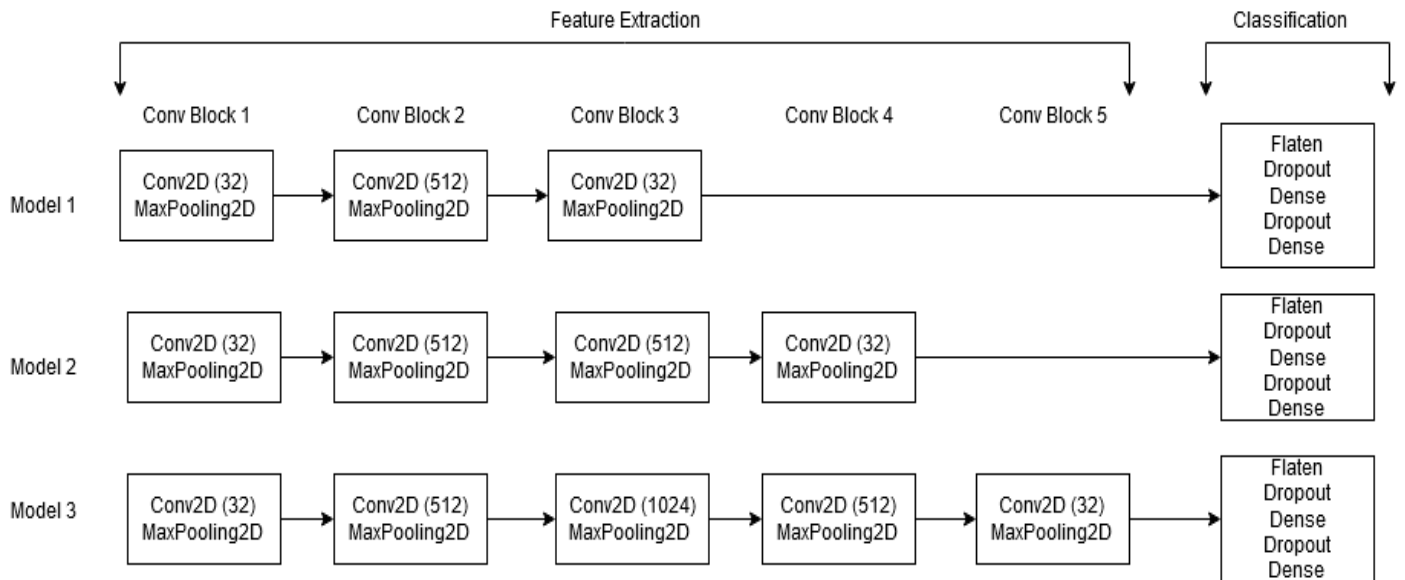 Feature Extraction
Classification
Conv Block 1
Conv Block 2
Conv Block 3
Conv Block 4
Conv Block 5
Model 1
Conv2D (32)
MaxPooling2D
Conv2D (512)
MaxPooling2D
Conv2D (32)
MaxPooling2D
Flaten
Dropout
Dense
Dropout
Dense
Model 2
Conv2D (32)
MaxPooling2D
Conv2D (512)
MaxPooling2D
Conv2D (512)
MaxPooling2D
Conv2D (32)
MaxPooling2D
Flaten
Dropout
Dense
Dropout
Dense
Model 3
Conv2D (32)
MaxPooling2D
Conv2D (512)
MaxPooling2D
Conv2D (1024)
MaxPooling2D
Conv2D (512)
MaxPooling2D
Conv2D (32)
MaxPooling2D
Flaten
Dropout
Dense
Dropout
Dense